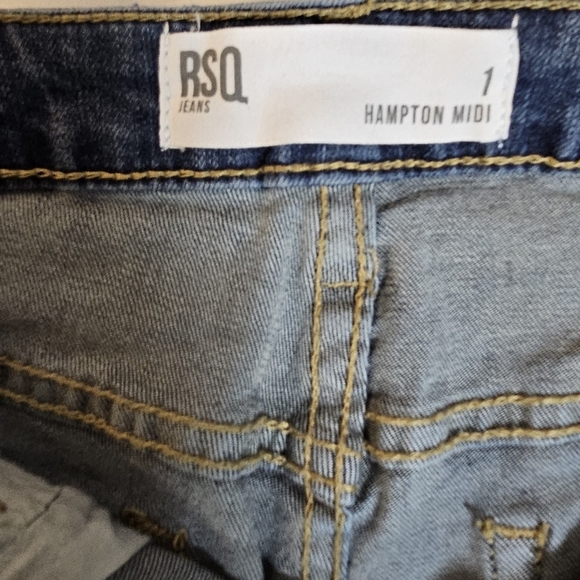 RSQ
JEANS
1
HAMPTON MIDI